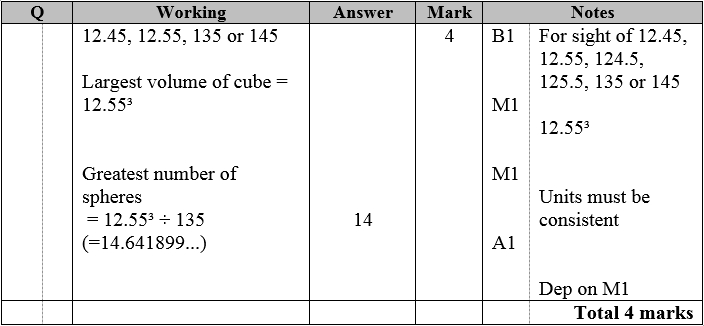 Q Working Answer Mark Notes
12.45, 12.55, 135 or 145 4 B1 For sight of 12.45,
12.55, 124.5,
125.5, 135 or 145
Largest volume of cube =
12.55³
M1
12.55³
Greatest number of
spheres
M1
= 12.55³ ÷ 135
(=14.641899...)
14
Units must be
consistent
A1
Dep on M1
Total 4 marks